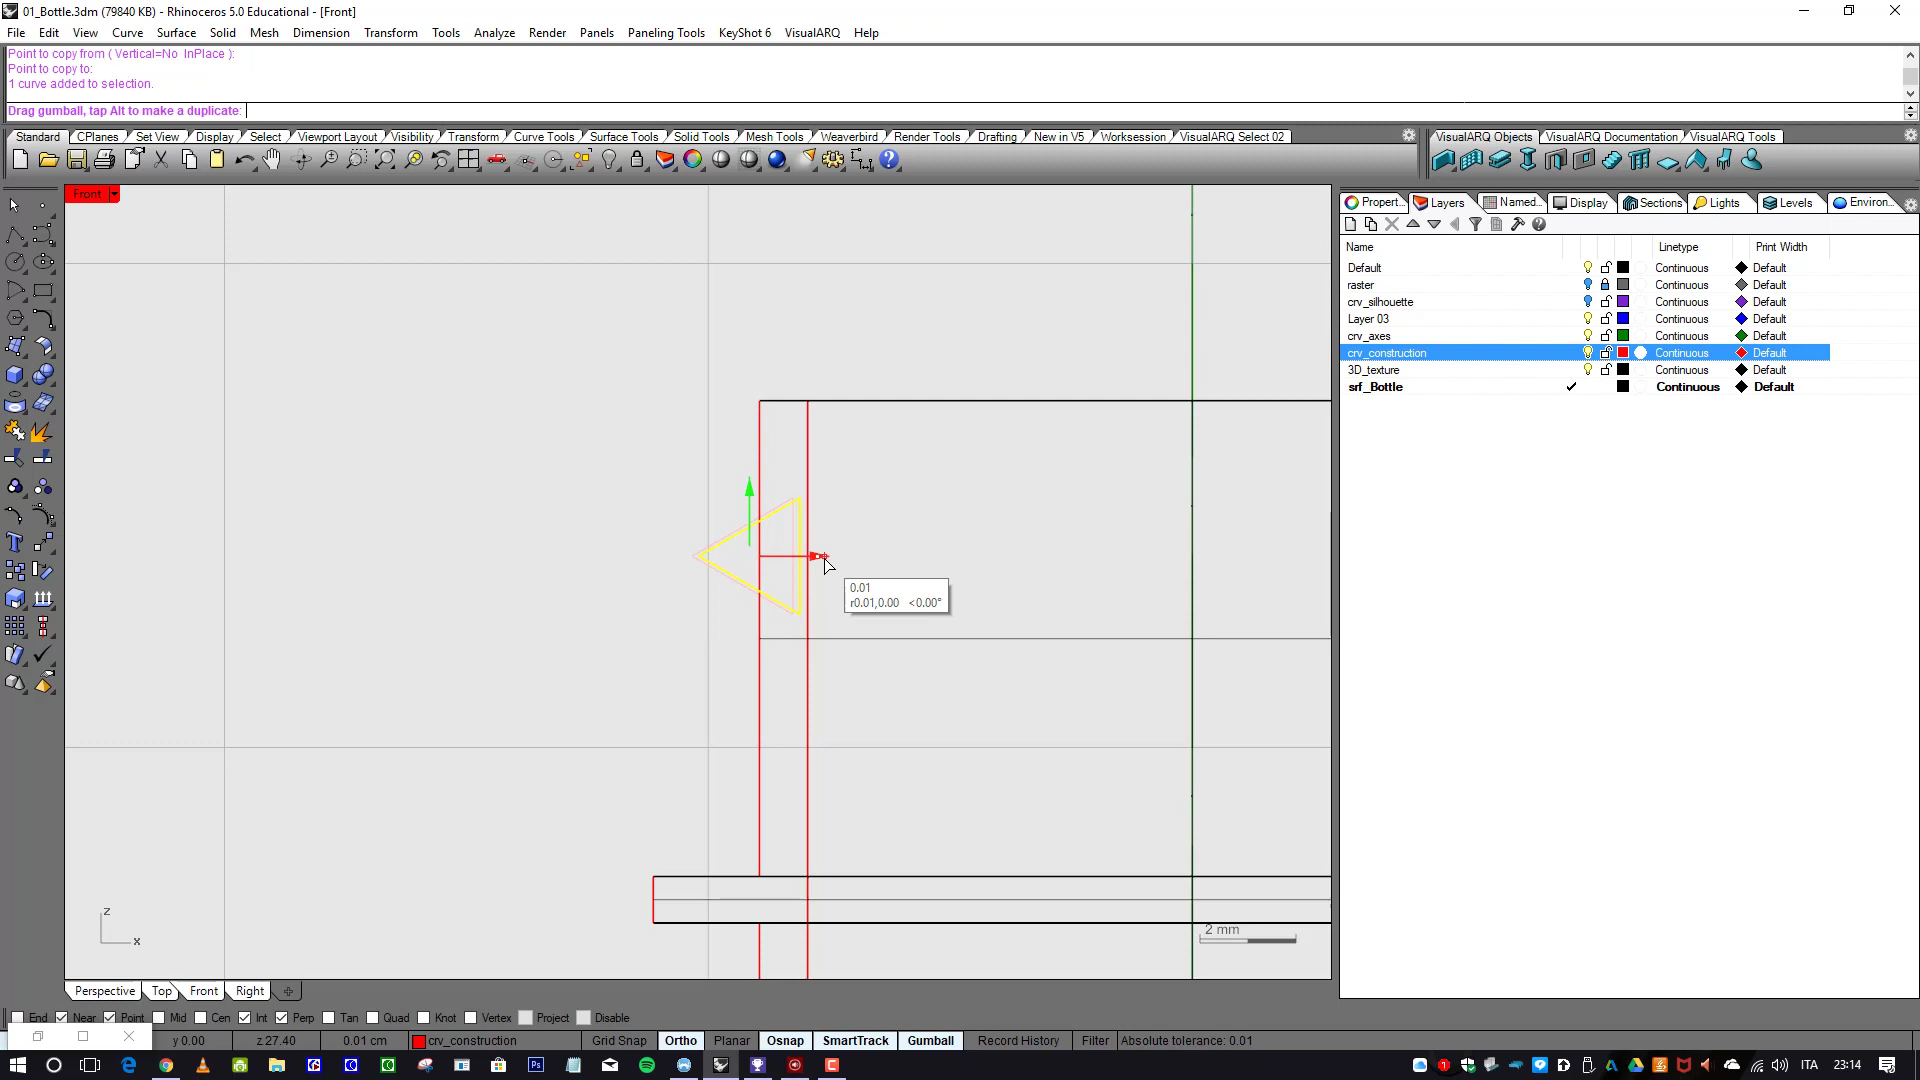 01_Bottle.3dm (79840 KB) - Rhinoceros 5.0 Educational - [Front]
File Edit View Curve Surface Solid Mesh Dimension Transform Tools Analyze Render Panels Paneling Tools KeyShot 6 VisualARQ Help
Point to copy from ( Vertical=No  InPlace ):
Point to copy to:
1 curve added to selection.
Drag gumball, tap Alt to make a duplicate:
Standard CPlanes Set View Display Select Viewport Layout Visibility Transform Curve Tools Surface Tools Solid Tools Mesh Tools Weaverbird Render Tools Drafting New in V5 Worksession VisualARQ Select 02
VisualARQ Objects VisualARQ Documentation VisualARQ Tools
Front
Propert... Layers Named... Display Sections Lights Levels Environ...
Name Linetype Print Width
Default Continuous Default
raster Continuous Default
crv_silhouette Continuous Default
Layer 03 Continuous Default
crv_axes Continuous Default
crv_construction Continuous Default
3D_texture Continuous Default
srf_Bottle Continuous Default
0.01
r0.01,0.00 <0.00°
2 mm
z
x
Perspective Top Front Right
End Near Point Mid Cen Int Perp Tan Quad Knot Vertex Project Disable
y 0.00 z 27.40 0.01 cm crv_construction Grid Snap Ortho Planar Osnap SmartTrack Gumball Record History Filter Absolute tolerance: 0.01
ITA 23:14